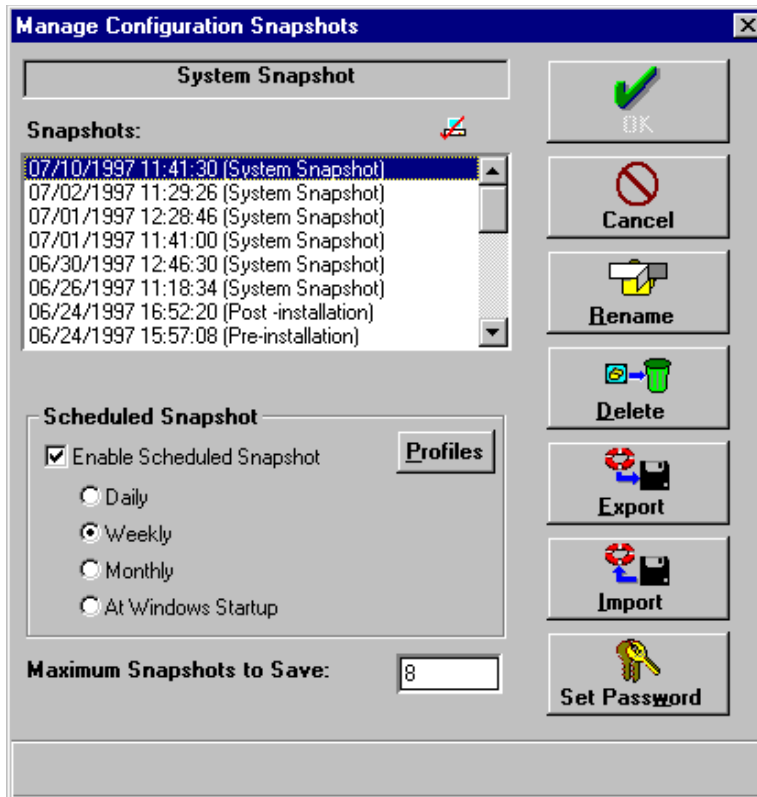 Manage Configuration Snapshots
System Snapshot
Snapshots:
07/10/1997 11:41:30 (System Snapshot)
07/02/1997 11:29:26 (System Snapshot)
07/01/1997 12:28:46 (System Snapshot)
07/01/1997 11:41:00 (System Snapshot)
06/30/1997 12:46:30 (System Snapshot)
06/26/1997 11:18:34 (System Snapshot)
06/24/1997 16:52:20 (Post -installation)
06/24/1997 15:57:08 (Pre-installation)
Scheduled Snapshot
Enable Scheduled Snapshot
Profiles
Daily
Weekly
Monthly
At Windows Startup
Maximum Snapshots to Save:
8
OK
Cancel
Rename
Delete
Export
Import
Set Password